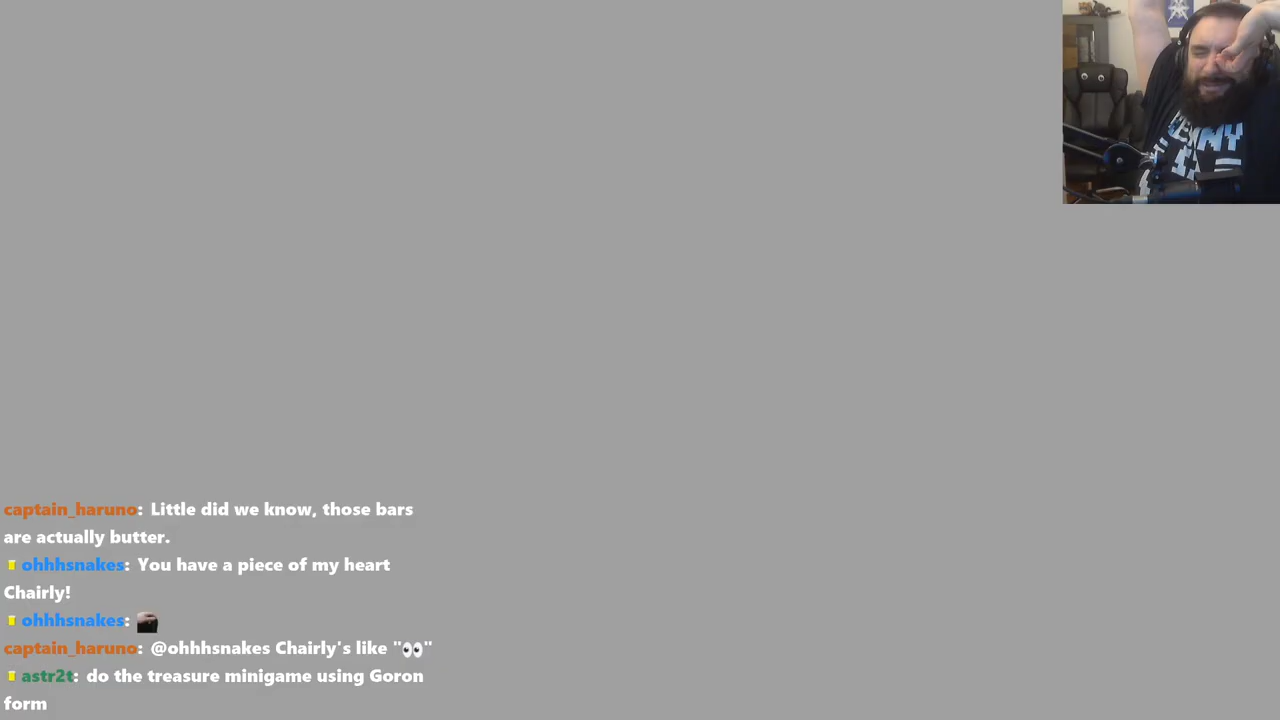 captain_haruno: Little did we know, those bars
are actually butter.
ohhhsnakes: You have a piece of my heart
Chairly!
ohhhsnakes:
captain_haruno: @ohhhsnakes Chairly's like "👀"
astr2t: do the treasure minigame using Goron
form